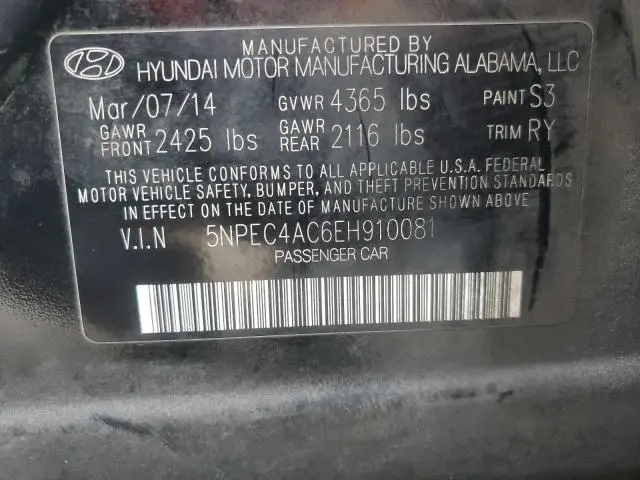 MANUFACTURED BY
HYUNDAI MOTOR MANUFACTURING ALABAMA, LLC
Mar/07/14 GVWR 4365 lbs PAINT S3
GAWR FRONT 2425 lbs GAWR REAR 2116 lbs TRIM RY
THIS VEHICLE CONFORMS TO ALL APPLICABLE U.S.A. FEDERAL
MOTOR VEHICLE SAFETY, BUMPER, AND THEFT PREVENTION STANDARDS
IN EFFECT ON THE DATE OF MANUFACTURE SHOWN ABOVE
V.I.N 5NPEC4AC6EH910081
PASSENGER CAR